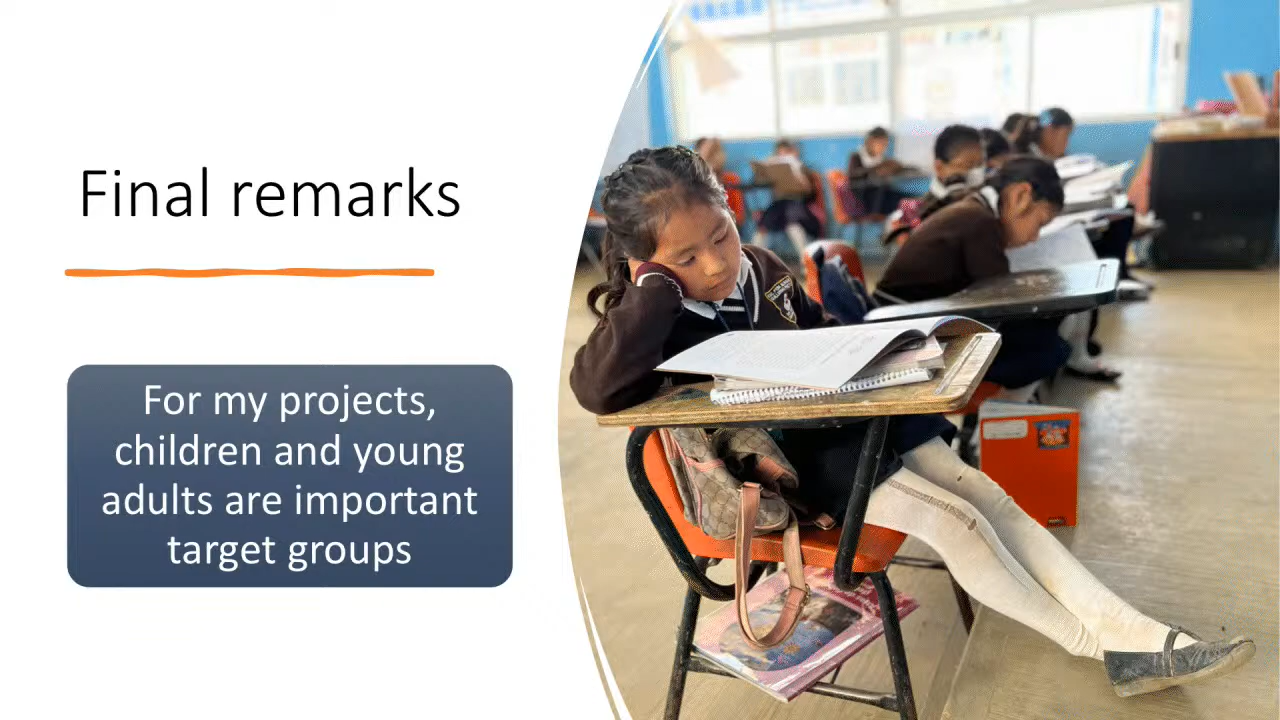 Final remarks
For my projects,
children and young
adults are important
target groups